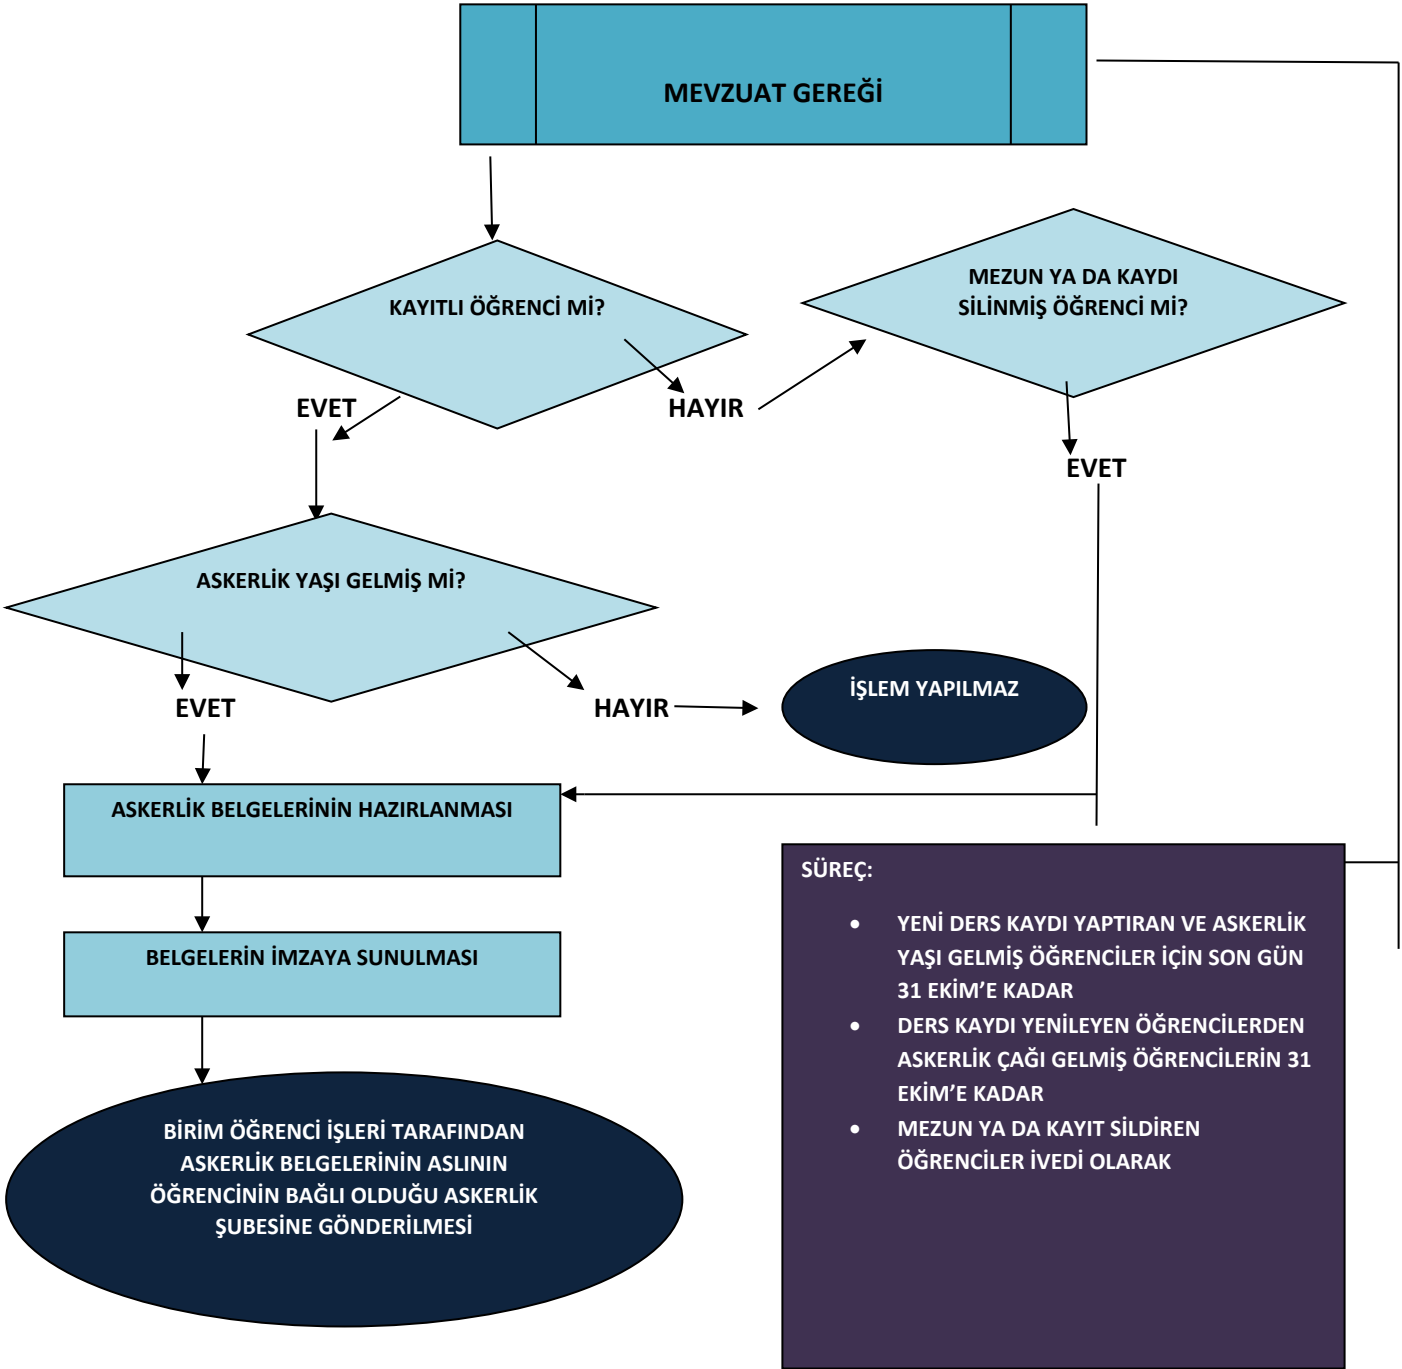 MEVZUAT GEREĞİ
KAYITLI ÖĞRENCİ Mİ?
MEZUN YA DA KAYDI
SİLİNMİŞ ÖĞRENCİ Mİ?
EVET
HAYIR
EVET
ASKERLİK YAŞI GELMİŞ Mİ?
EVET
HAYIR
İŞLEM YAPILMAZ
ASKERLİK BELGELERİNİN HAZIRLANMASI
BELGELERİN İMZAYA SUNULMASI
BİRİM ÖĞRENCİ İŞLERİ TARAFINDAN
ASKERLİK BELGELERİNİN ASLININ
ÖĞRENCİNİN BAĞLI OLDUĞU ASKERLİK
ŞUBESİNE GÖNDERİLMESİ
SÜREÇ:
• YENİ DERS KAYDI YAPTIRAN VE ASKERLİK
YAŞI GELMİŞ ÖĞRENCİLER İÇİN SON GÜN
31 EKİM’E KADAR
• DERS KAYDI YENİLEYEN ÖĞRENCİLERDEN
ASKERLİK ÇAĞI GELMİŞ ÖĞRENCİLERİN 31
EKİM’E KADAR
• MEZUN YA DA KAYIT SİLDİREN
ÖĞRENCİLER İVEDİ OLARAK